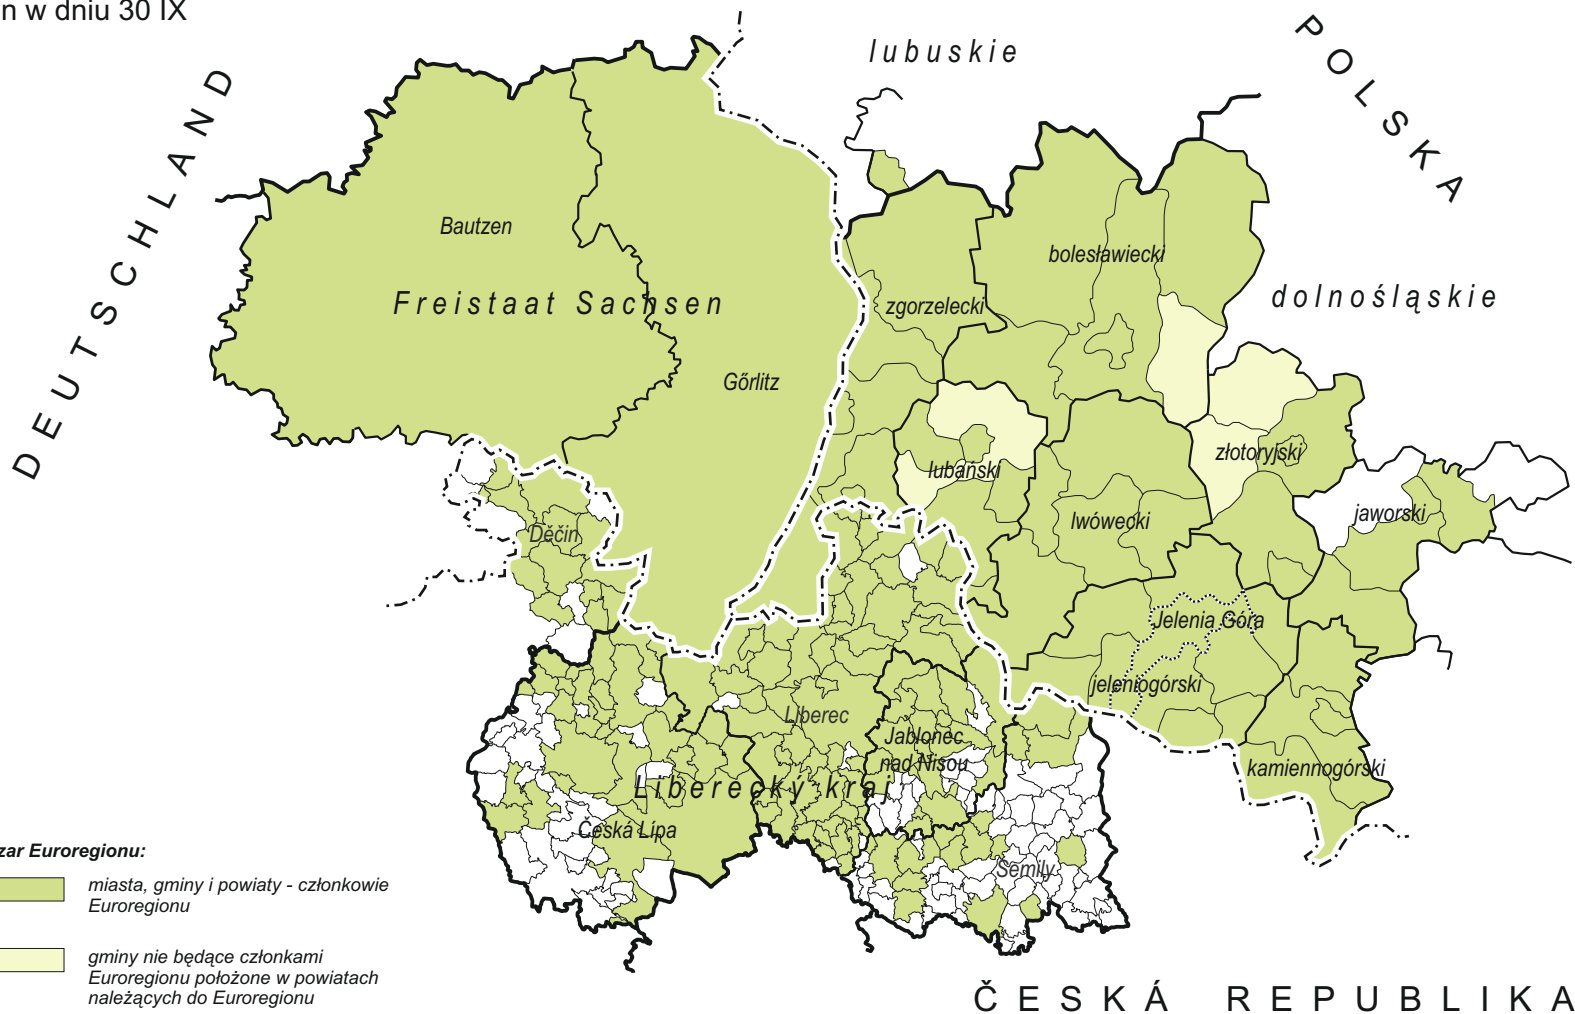 n w dniu 30 IX
lubuskie
POLSKA
DEUTSCHLAND
Bautzen
bolesławiecki
Freistaat Sachsen
zgorzelecki
dolnośląskie
Gőrlitz
lubański
złotoryjski
lwówecki
jaworski
Děčín
Jelenia Góra
jeleniogórski
Liberec
Jablonec
nad Nisou
kamiennogórski
Liberecký kraj
Česká Lípa
Semily
zar Euroregionu:
miasta, gminy i powiaty - członkowie
Euroregionu
gminy nie będące członkami
Euroregionu położone w powiatach
należących do Euroregionu
ČESKÁ REPUBLIKA